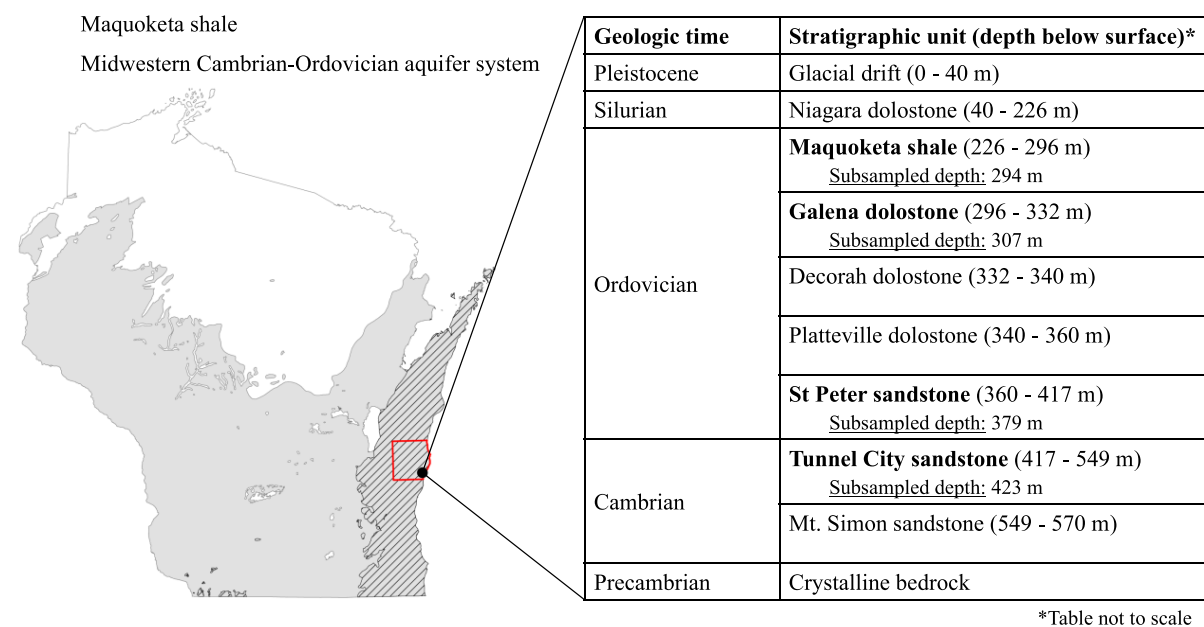 Maquoketa shale
Midwestern Cambrian-Ordovician aquifer system
Geologic time Stratigraphic unit (depth below surface)*
Pleistocene Glacial drift (0 - 40 m)
Silurian Niagara dolostone (40 - 226 m)
Ordovician
Maquoketa shale (226 - 296 m)
Subsampled depth: 294 m
Galena dolostone (296 - 332 m)
Subsampled depth: 307 m
Decorah dolostone (332 - 340 m)
Platteville dolostone (340 - 360 m)
St Peter sandstone (360 - 417 m)
Subsampled depth: 379 m
Cambrian
Tunnel City sandstone (417 - 549 m)
Subsampled depth: 423 m
Mt. Simon sandstone (549 - 570 m)
Precambrian Crystalline bedrock
*Table not to scale